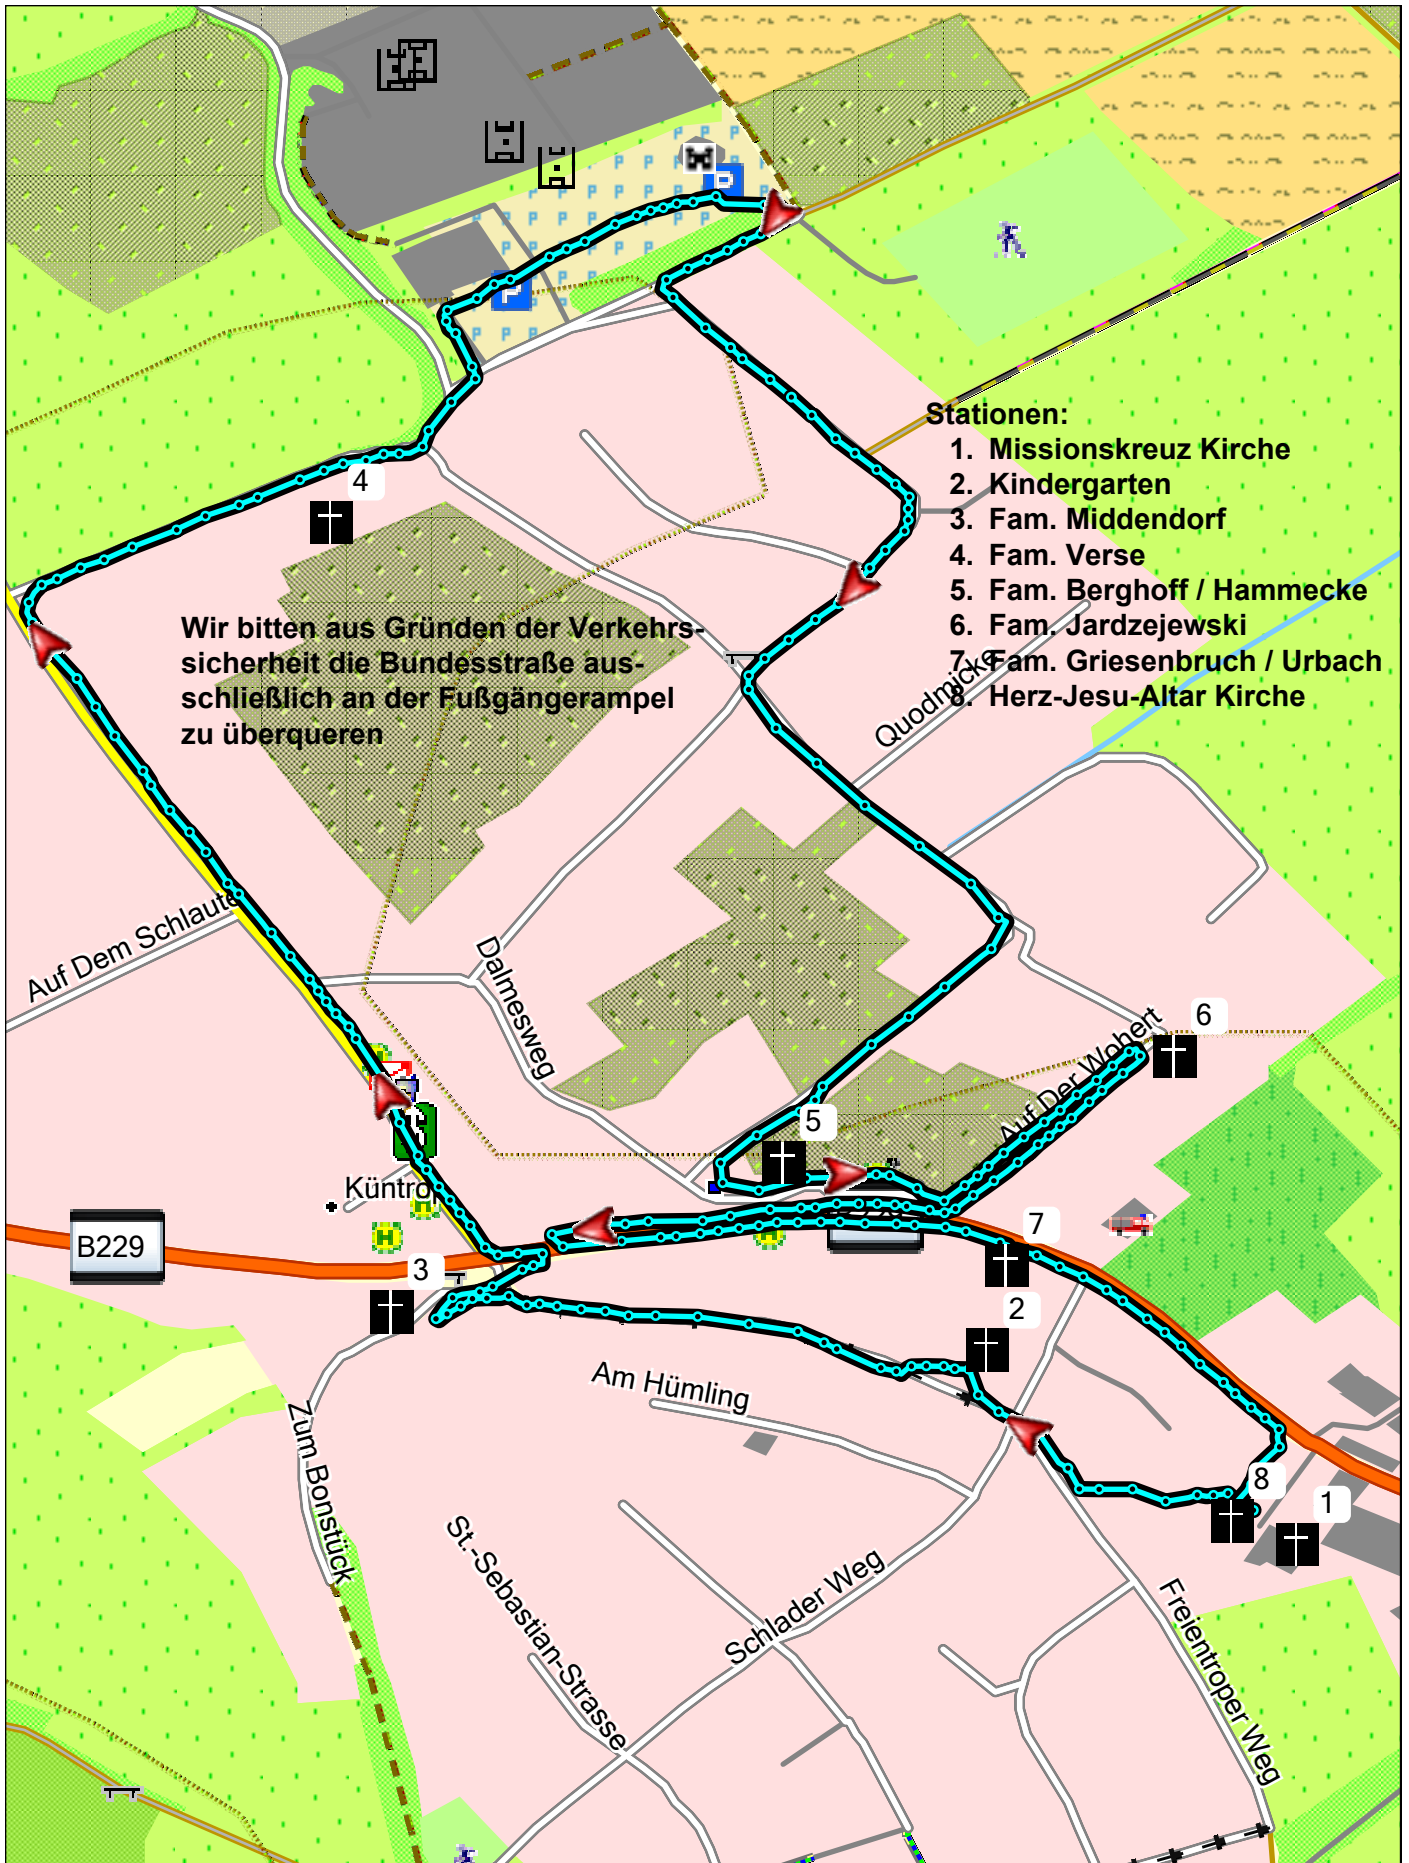 4
Stationen:
1. Missionskreuz Kirche
2. Kindergarten
3. Fam. Middendorf
4. Fam. Verse
5. Fam. Berghoff / Hammecke
6. Fam. Jardzejewski
7. Fam. Griesenbruch / Urbach
8. Herz-Jesu-Altar Kirche
Wir bitten aus Gründen der Verkehrs-
sicherheit die Bundesstraße aus-
schließlich an der Fußgängerampel
zu überqueren
Quodmicke
Auf Dem Schlaute
Dalmesweg
6
Auf Der Wohert
5
Küntrop
B229
7
3
2
Am Hümling
Zum Bonstück
8
1
St.-Sebastian-Strasse
Schlader Weg
Freientroper Weg